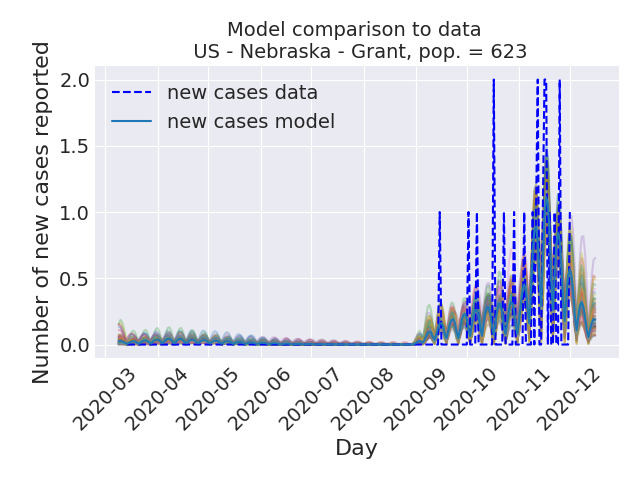 Model comparison to data
US - Nebraska - Grant, pop. = 623
Number of new cases reported
2.0
1.5
1.0
0.5
0.0
new cases data
new cases model
2020-03
2020-04
2020-05
2020-06
2020-07
2020-08
2020-09
2020-10
2020-11
2020-12
Day